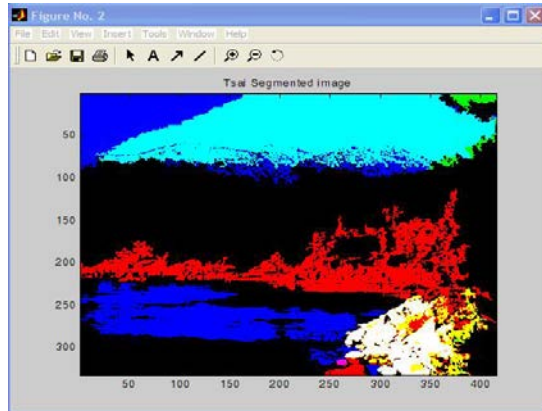 Figure No. 2
File Edit View Insert Tools Window Help
A
Tsai Segmented image
50
100
150
200
250
300
50 100 150 200 250 300 350 400